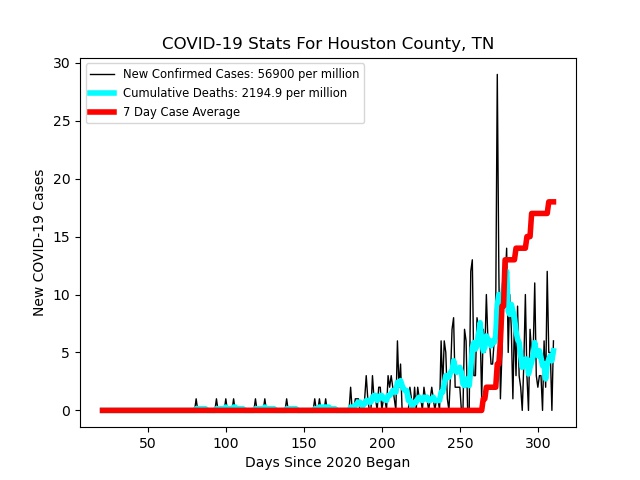 COVID-19 Stats For Houston County, TN
New Confirmed Cases: 56900 per million
Cumulative Deaths: 2194.9 per million
7 Day Case Average
New COVID-19 Cases
30
25
20
15
10
5
0
50 100 150 200 250 300
Days Since 2020 Began